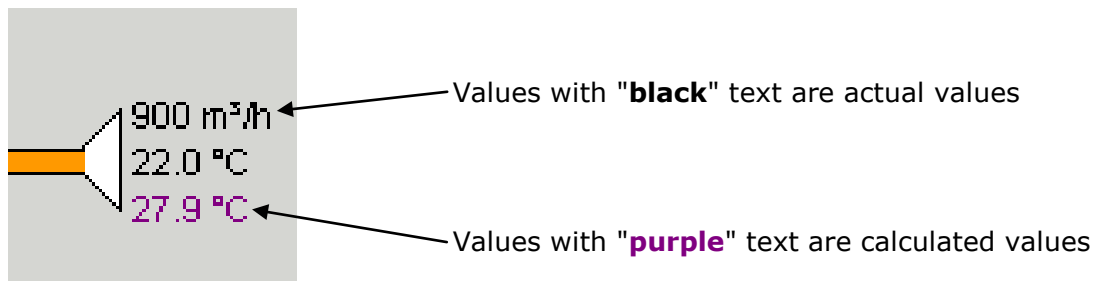 Values with "black" text are actual values
900 m³/h
22.0 °C
27.9 °C
Values with "purple" text are calculated values